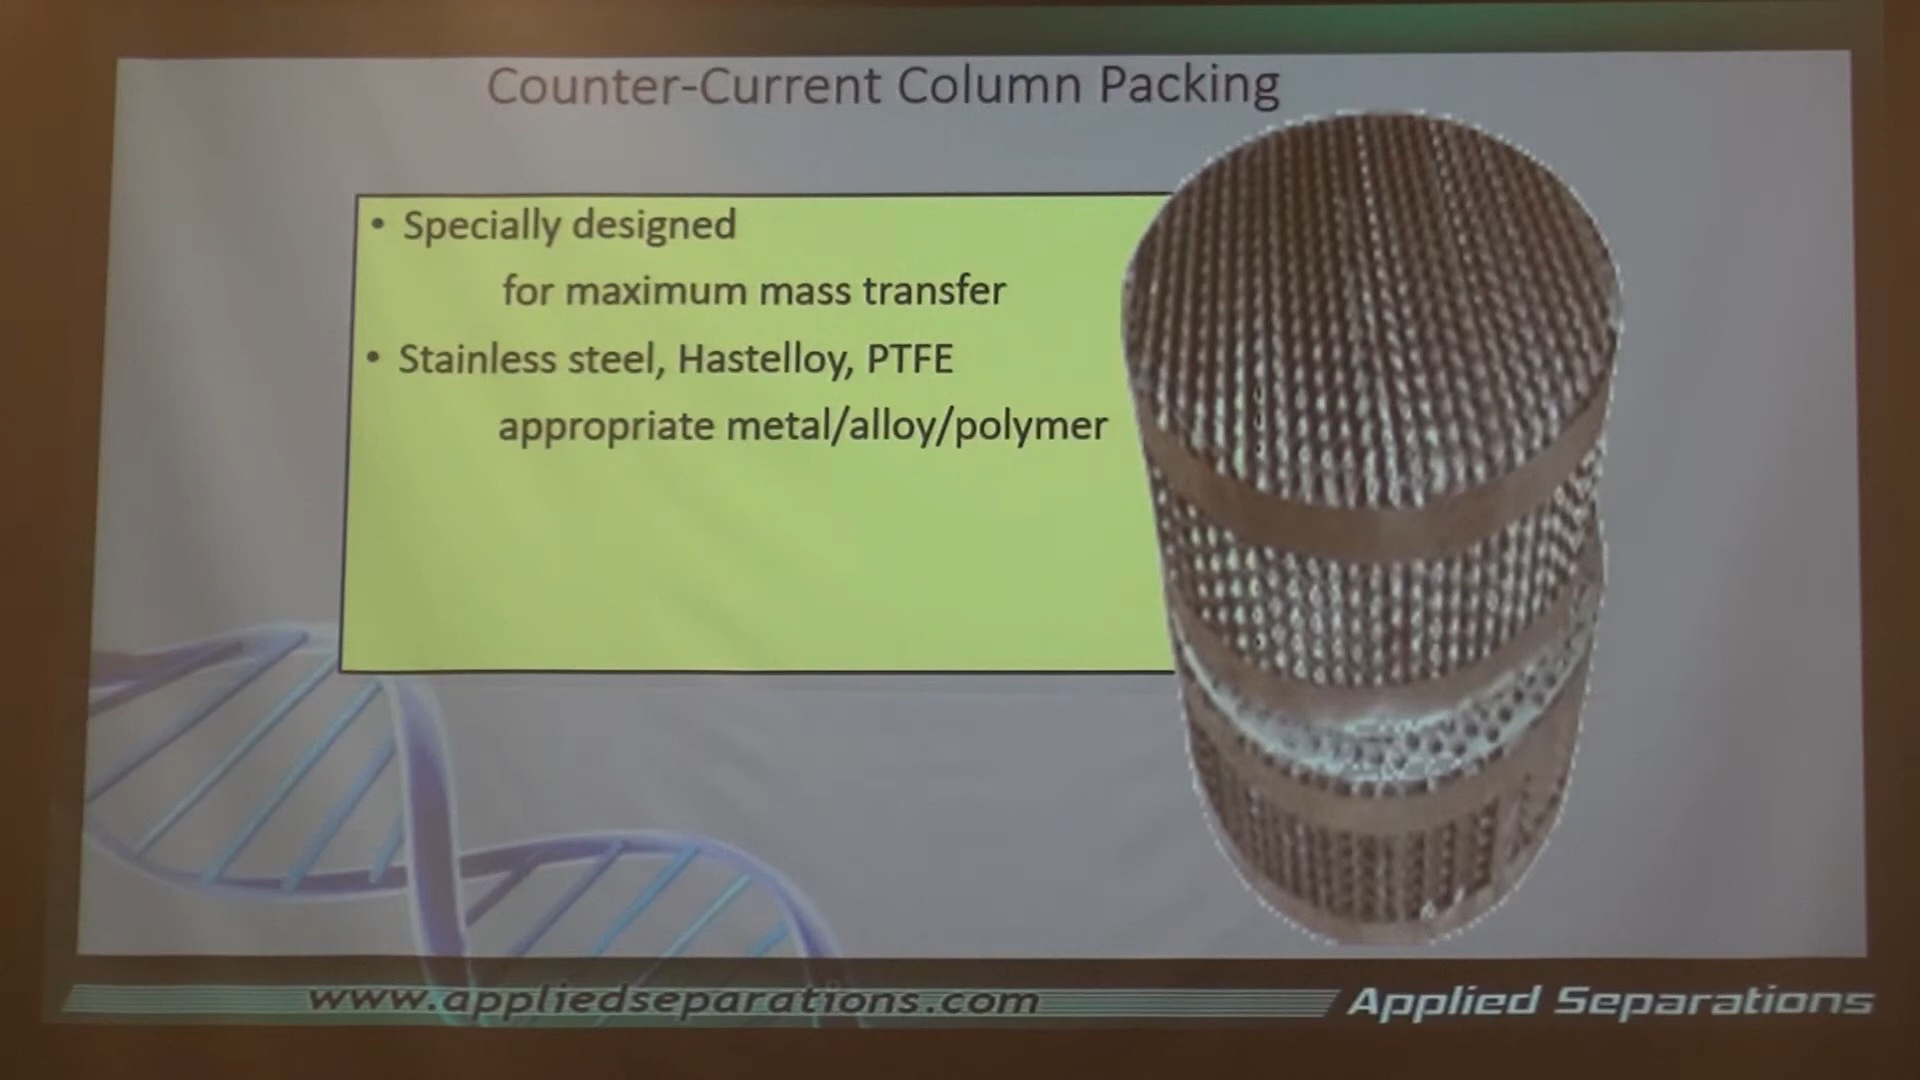 Counter-Current Column Packing
• Specially designed
for maximum mass transfer
• Stainless steel, Hastelloy, PTFE
appropriate metal/alloy/polymer
www.appliedseparations.com
Applied Separations